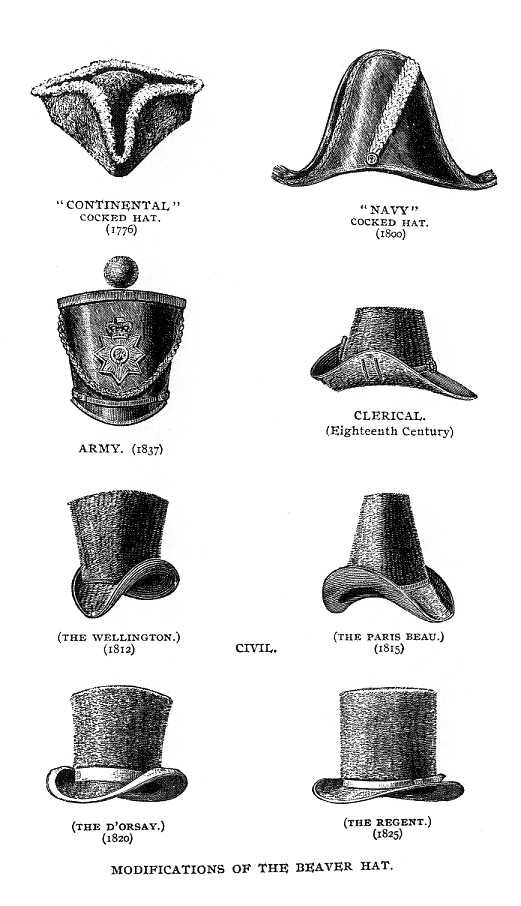 "CONTINENTAL"
COCKED HAT.
(1776)
"NAVY"
COCKED HAT.
(1800)
ARMY. (1837)
CLERICAL.
(Eighteenth Century)
(THE WELLINGTON.)
(1812)
CIVIL.
(THE PARIS BEAU.)
(1815)
(THE D'ORSAY.)
(1820)
(THE REGENT.)
(1825)
MODIFICATIONS OF THE BEAVER HAT.